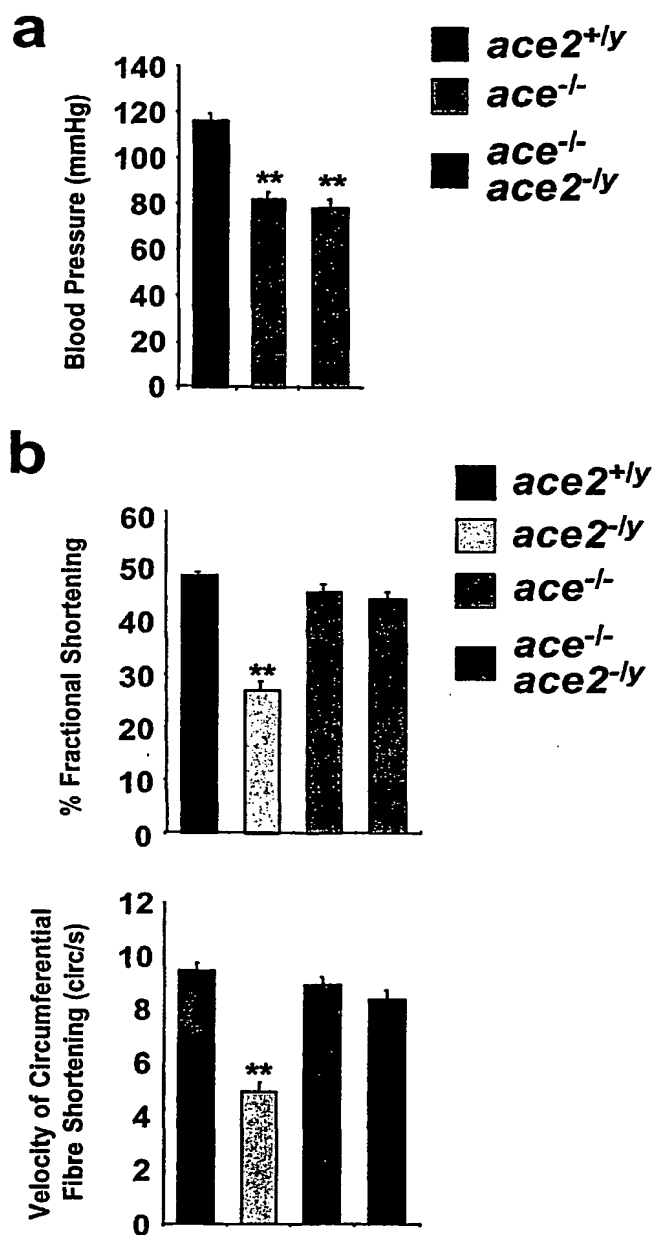 a
ace2+/y
ace-/-
ace-/-
ace2-/y
Blood Pressure (mmHg)
140
120
100
80
60
40
20
0
** **
b
ace2+/y
ace2-/y
ace-/-
ace-/-
ace2-/y
% Fractional Shortening
60
50
40
30
20
10
0
**
Velocity of Circumferential
Fibre Shortening (circ/s)
12
10
8
6
4
2
0
**